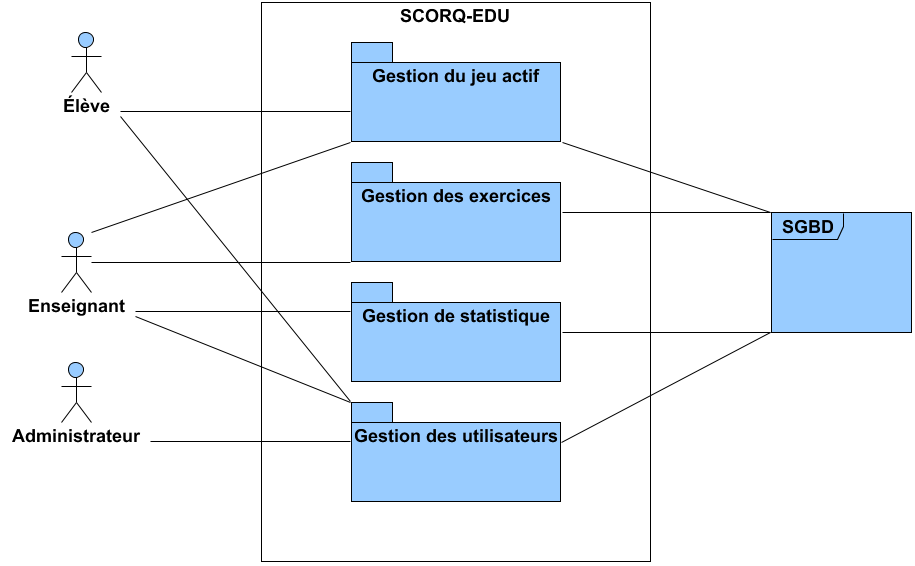 SCORQ-EDU
Gestion du jeu actif
Élève
Gestion des exercices
SGBD
Enseignant
Gestion de statistique
Administrateur
Gestion des utilisateurs